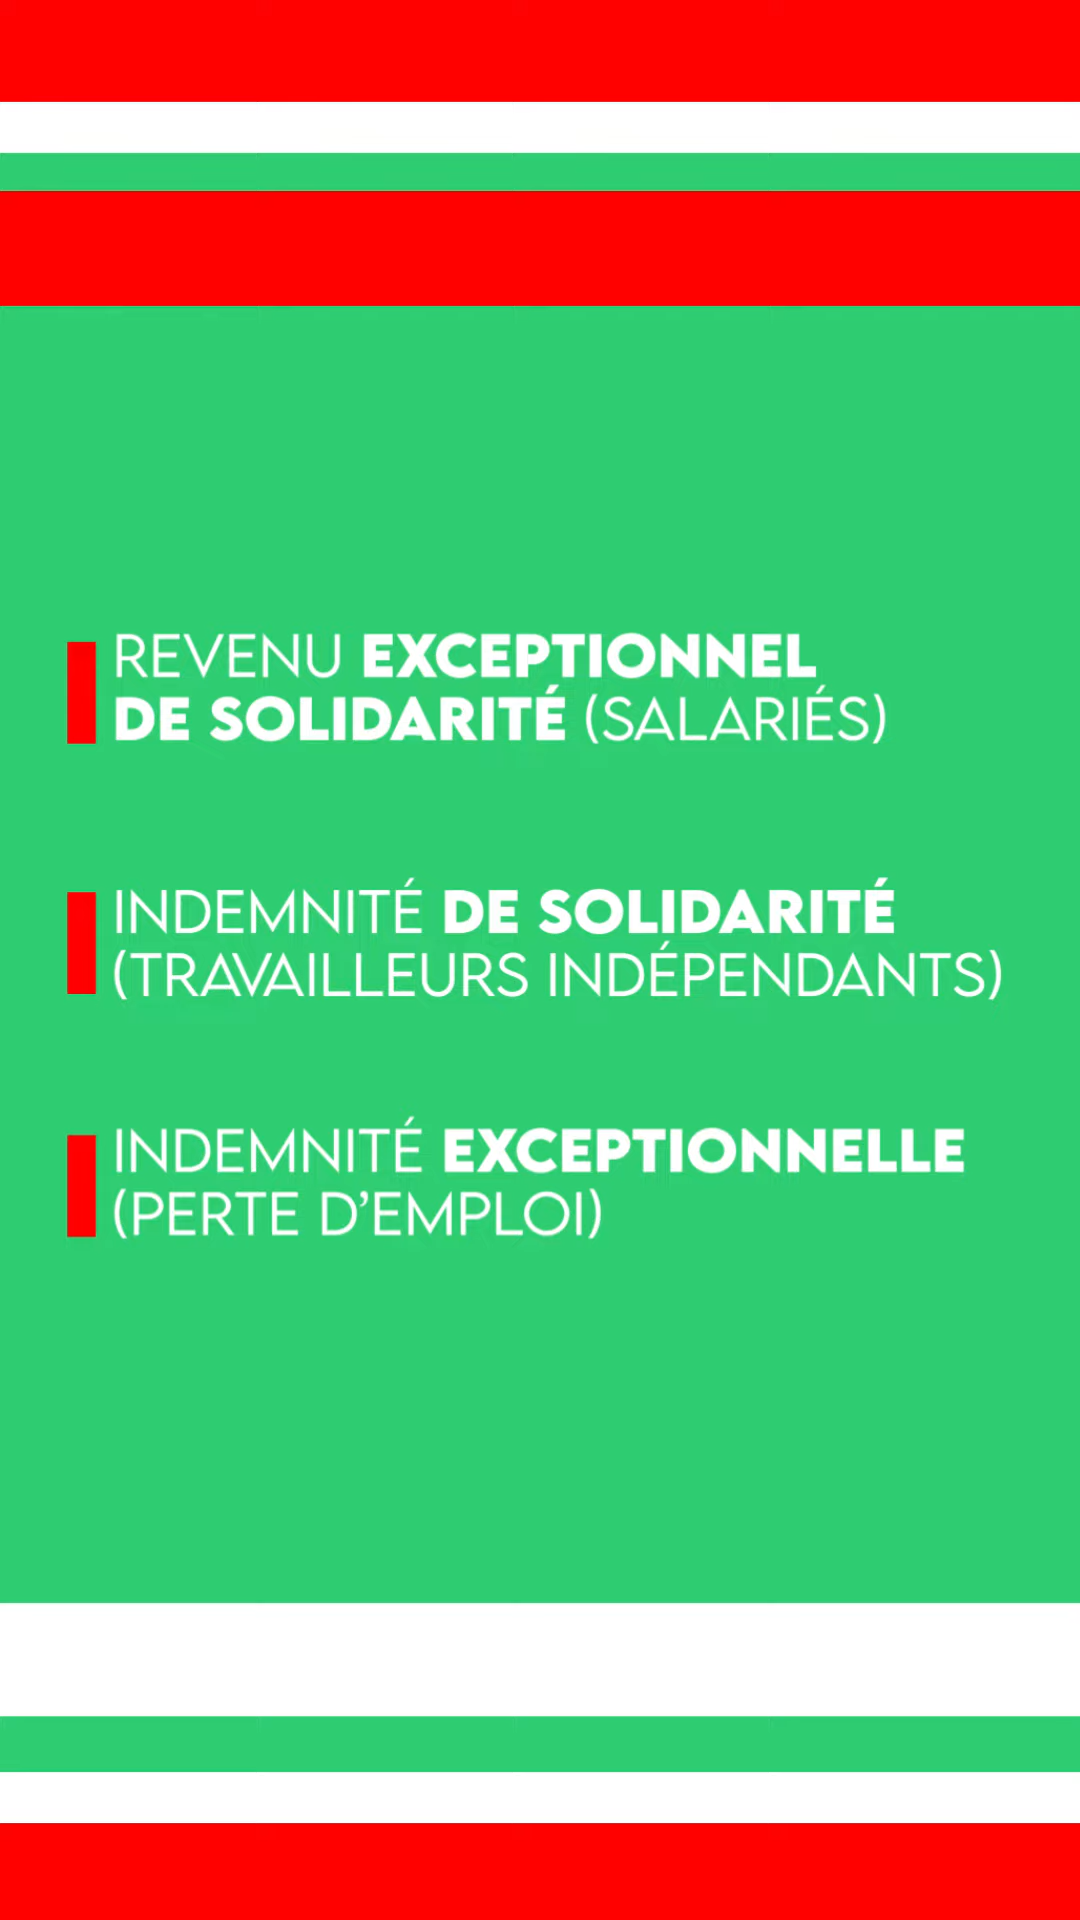 REVENU EXCEPTIONNEL
DE SOLIDARITÉ (SALARIÉS)
INDEMNITÉ DE SOLIDARITÉ
(TRAVAILLEURS INDÉPENDANTS)
INDEMNITÉ EXCEPTIONNELLE
(PERTE D’EMPLOI)